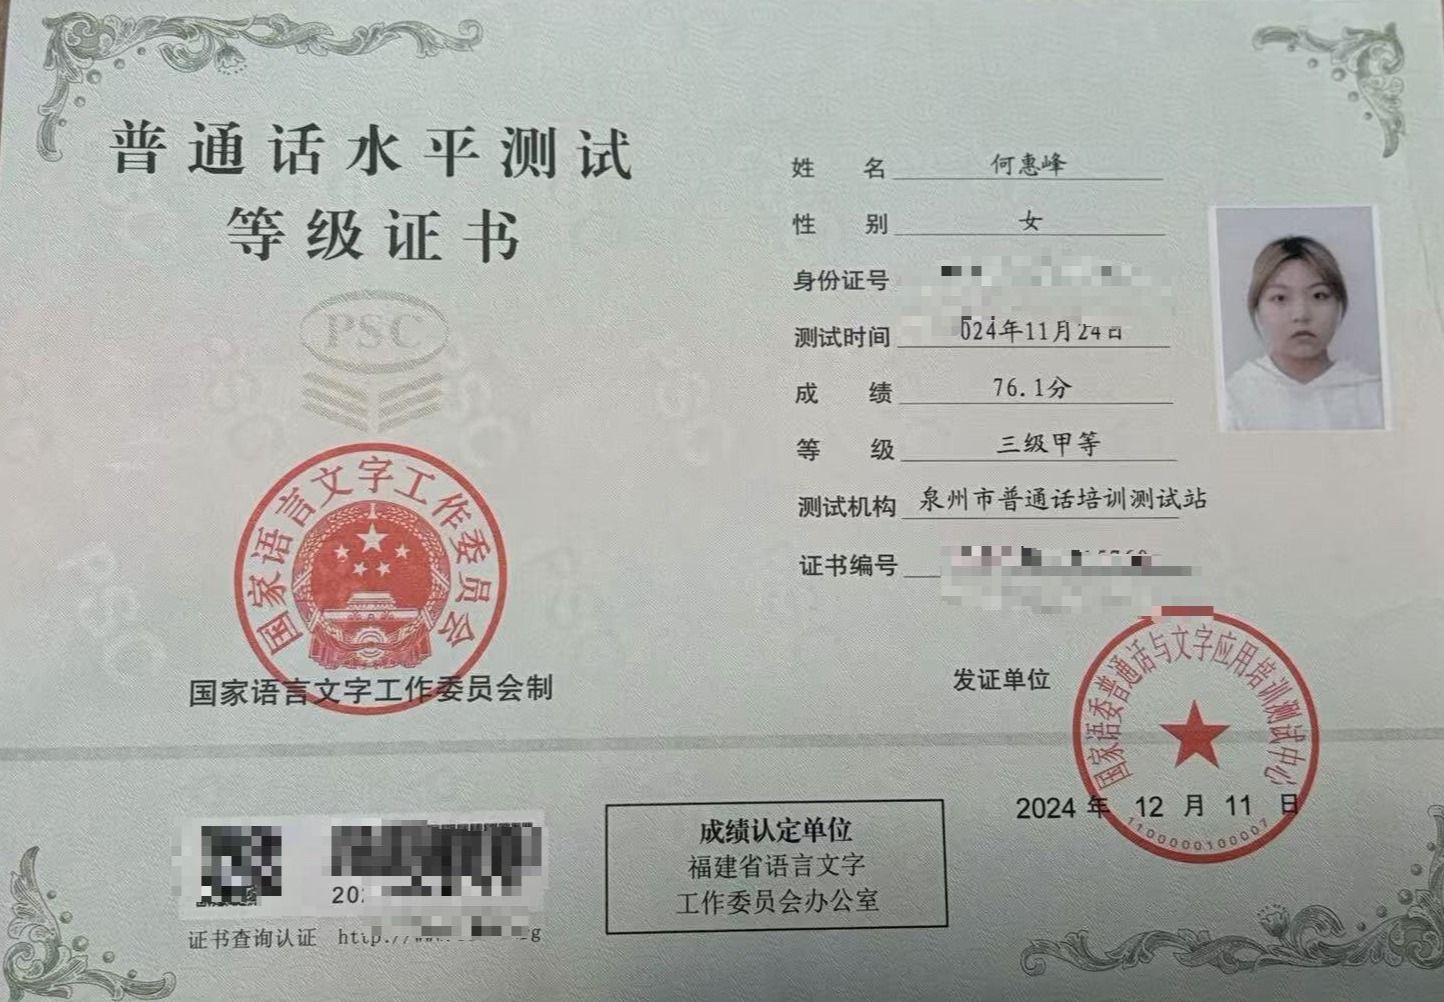 普通话水平测试
等级证书
PSC
国家语言文字工作委员会
国家语言文字工作委员会制
姓 名 何惠峰
性 别 女
身份证号
测试时间 024年11月24日
成 绩 76.1分
等 级 三级甲等
测试机构 泉州市普通话培训测试站
证书编号
发证单位
国家语委普通话与文字应用培训测试中心
2024 年 12 月 11 日
1100000100007
成绩认定单位
福建省语言文字
工作委员会办公室
202
证书查询认证 http://